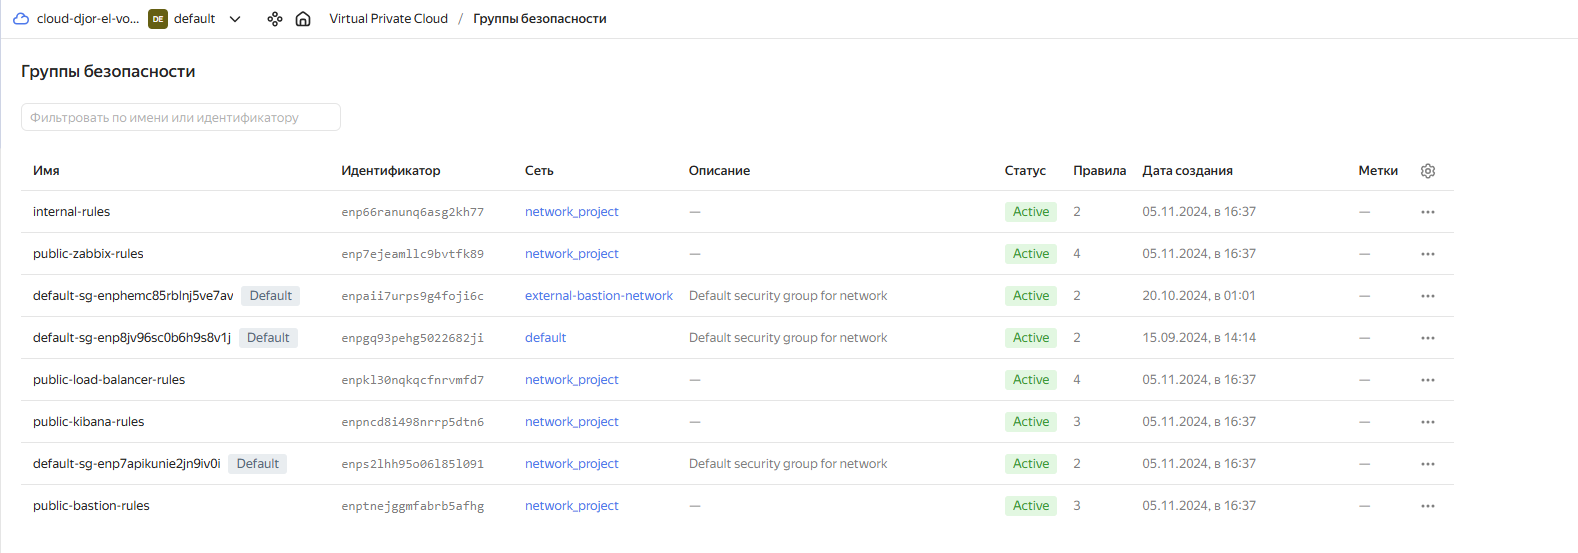 cloud-djor-el-vo... DE default Virtual Private Cloud / Группы безопасности
Группы безопасности
Фильтровать по имени или идентификатору
Имя Идентификатор Сеть Описание Статус Правила Дата создания Метки
internal-rules enp66ranunq6asg2kh77 network_project — Active 2 05.11.2024, в 16:37 —
public-zabbix-rules enp7ejeamllc9bvtfk89 network_project — Active 4 05.11.2024, в 16:37 —
default-sg-enphemc85rblnj5ve7av Default enpaii7urps9g4foji6c external-bastion-network Default security group for network Active 2 20.10.2024, в 01:01 —
default-sg-enp8jv96sc0b6h9s8v1j Default enpgq93pehg5022682ji default Default security group for network Active 2 15.09.2024, в 14:14 —
public-load-balancer-rules enpkl30nqkqcfnrvmfd7 network_project — Active 4 05.11.2024, в 16:37 —
public-kibana-rules enpncd8i498nrrp5dtn6 network_project — Active 3 05.11.2024, в 16:37 —
default-sg-enp7apikunie2jn9iv0i Default enps2lhh95o06l85l091 network_project Default security group for network Active 2 05.11.2024, в 16:37 —
public-bastion-rules enptnejggmfabrb5afhg network_project — Active 3 05.11.2024, в 16:37 —